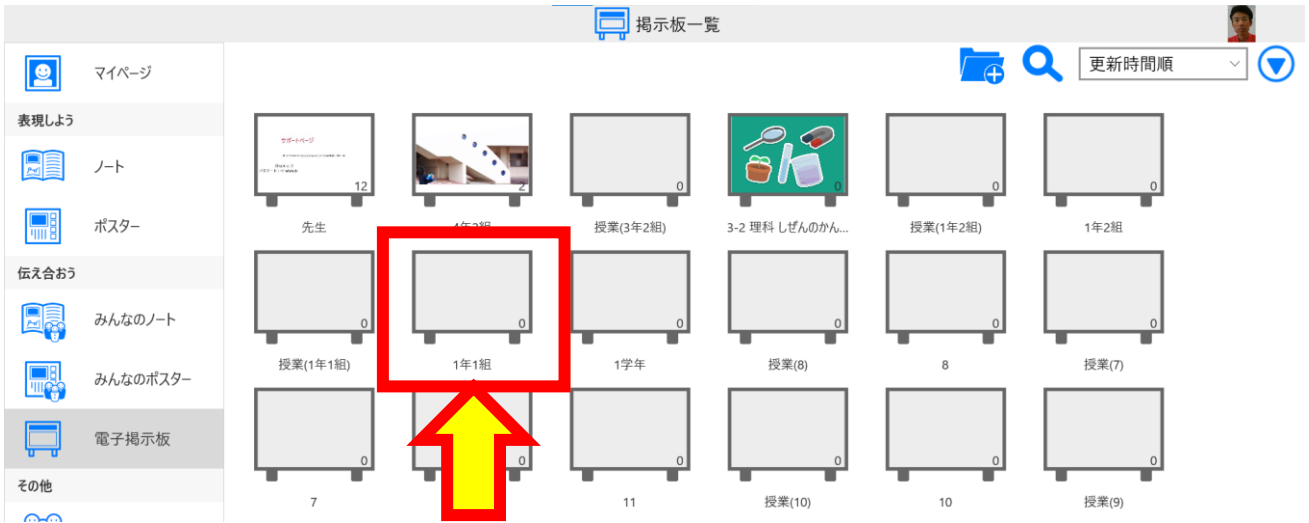 掲示板一覧
マイページ
更新時間順
表現しよう
ノート
ポスター
伝え合おう
みんなのノート
みんなのポスター
電子掲示板
その他
サポートページ
12
2
0
0
0
0
先生
4年2組
授業(3年2組)
3-2 理科 しぜんのかん...
授業(1年2組)
1年2組
0
0
0
0
0
0
授業(1年1組)
1年1組
1学年
授業(8)
8
授業(7)
0
0
0
0
0
0
7
11
授業(10)
10
授業(9)